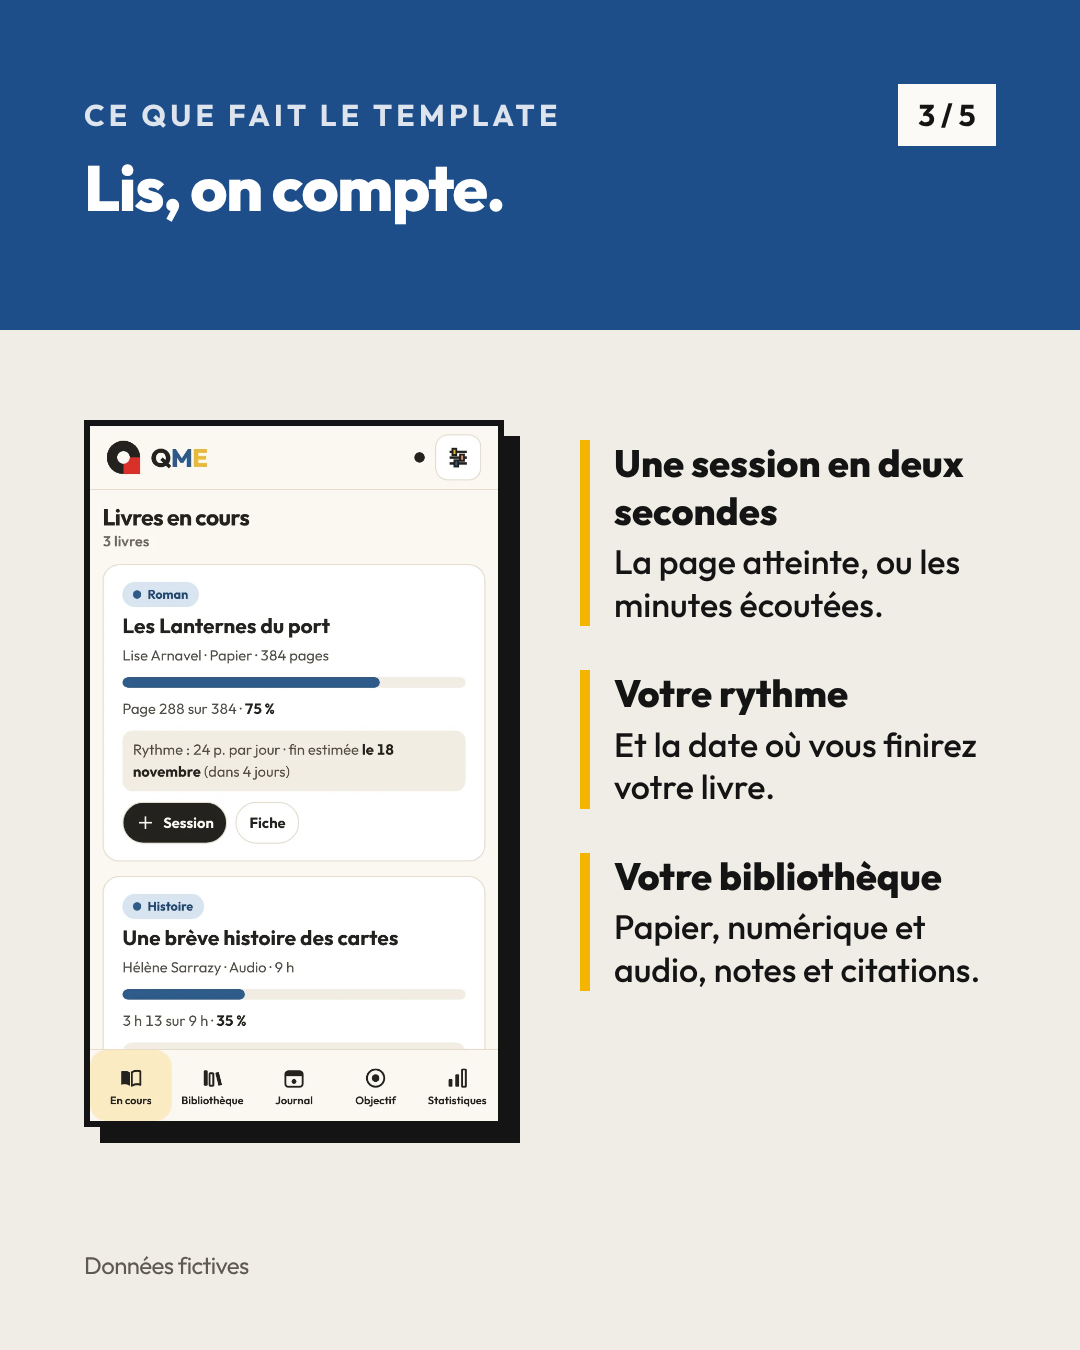 CE QUE FAIT LE TEMPLATE
3 / 5
Lis, on compte.
QME
Livres en cours
3 livres
Roman
Les Lanternes du port
Lise Arnavel · Papier · 384 pages
Page 288 sur 384 · 75 %
Rythme : 24 p. par jour · fin estimée le 18
novembre (dans 4 jours)
Session
Fiche
Histoire
Une brève histoire des cartes
Hélène Sarrazy · Audio · 9 h
3 h 13 sur 9 h · 35 %
En cours
Bibliothèque
Journal
Objectif
Statistiques
Une session en deux
secondes
La page atteinte, ou les
minutes écoutées.
Votre rythme
Et la date où vous finirez
votre livre.
Votre bibliothèque
Papier, numérique et
audio, notes et citations.
Données fictives